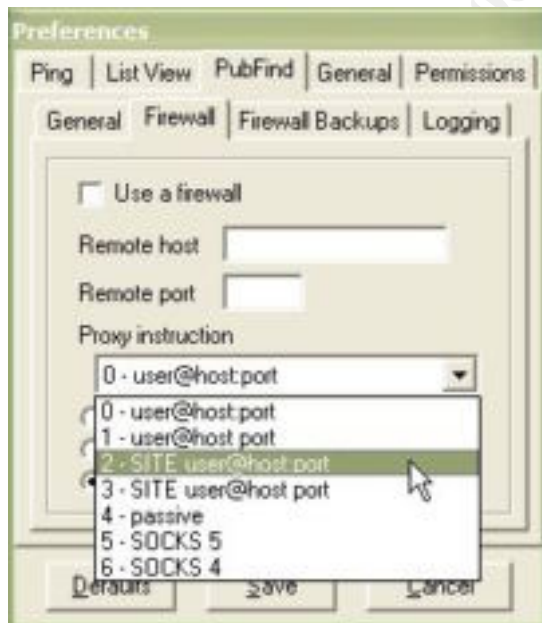 Preferences
Ping List View PubFind General Permissions
General Firewall Firewall Backups Logging
Use a firewall
Remote host
Remote port
Proxy instruction
0 - user@host:port
0 - user@host:port
1 - user@host port
2 - SITE user@host:port
3 - SITE user@host port
4 - passive
5 - SOCKS 5
6 - SOCKS 4
Defaults Save Cancel